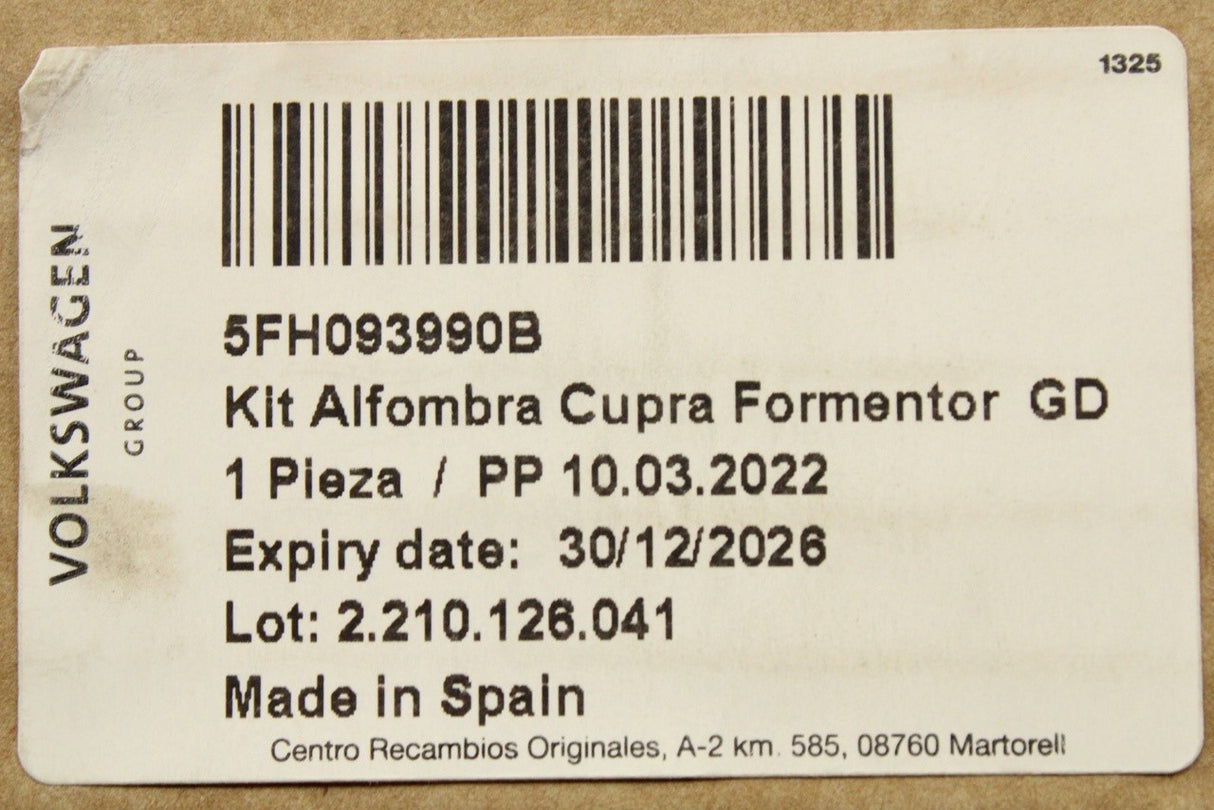 1325
VOLKSWAGEN
GROUP
5FH093990B
Kit Alfombra Cupra Formentor GD
1 Pieza / PP 10.03.2022
Expiry date: 30/12/2026
Lot: 2.210.126.041
Made in Spain
Centro Recambios Originales, A-2 km. 585, 08760 Martorell